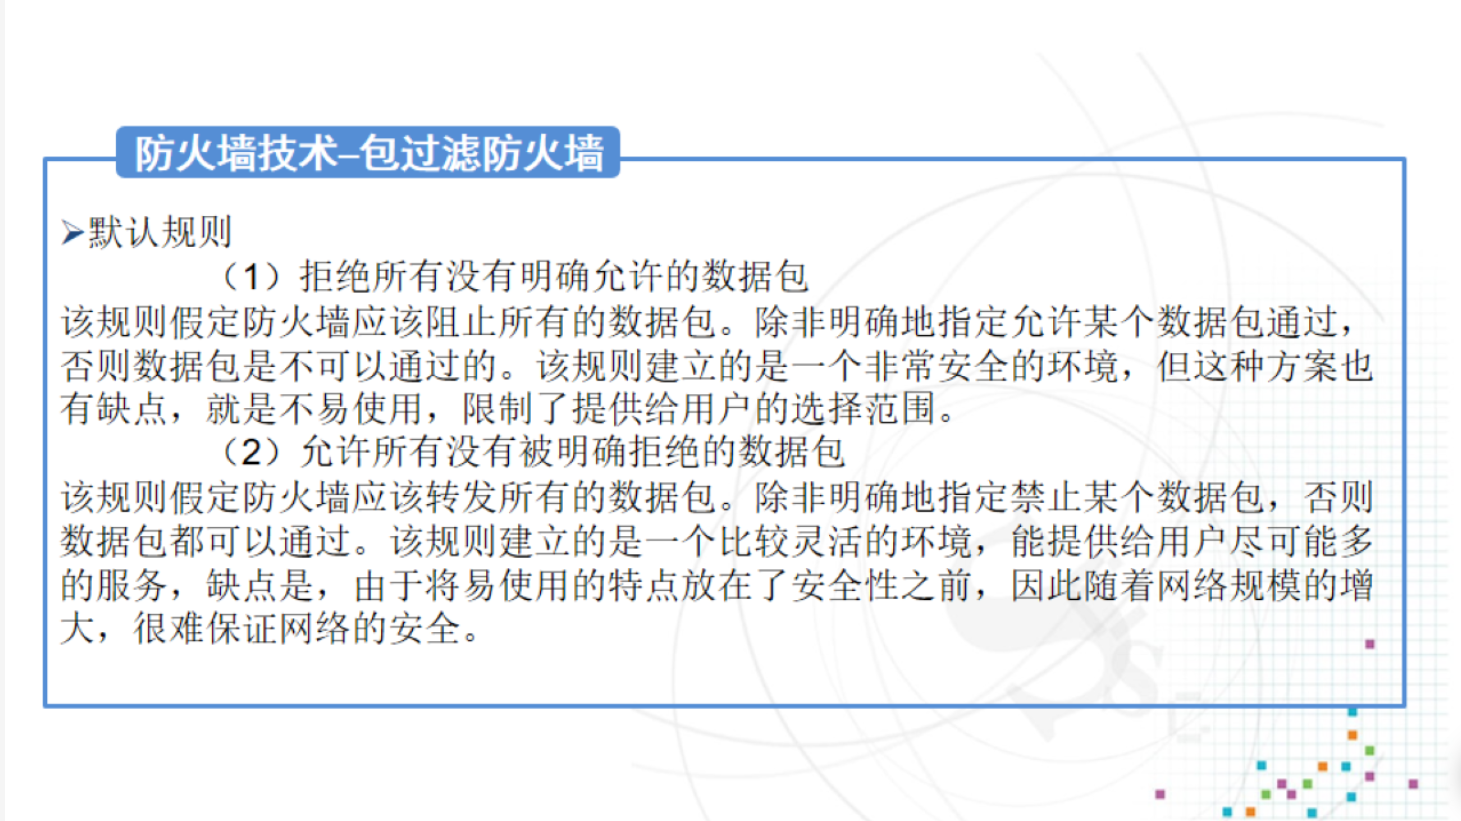 防火墙技术–包过滤防火墙
➢默认规则
（1）拒绝所有没有明确允许的数据包
该规则假定防火墙应该阻止所有的数据包。除非明确地指定允许某个数据包通过，
否则数据包是不可以通过的。该规则建立的是一个非常安全的环境，但这种方案也
有缺点，就是不易使用，限制了提供给用户的选择范围。
（2）允许所有没有被明确拒绝的数据包
该规则假定防火墙应该转发所有的数据包。除非明确地指定禁止某个数据包，否则
数据包都可以通过。该规则建立的是一个比较灵活的环境，能提供给用户尽可能多
的服务，缺点是，由于将易使用的特点放在了安全性之前，因此随着网络规模的增
大，很难保证网络的安全。